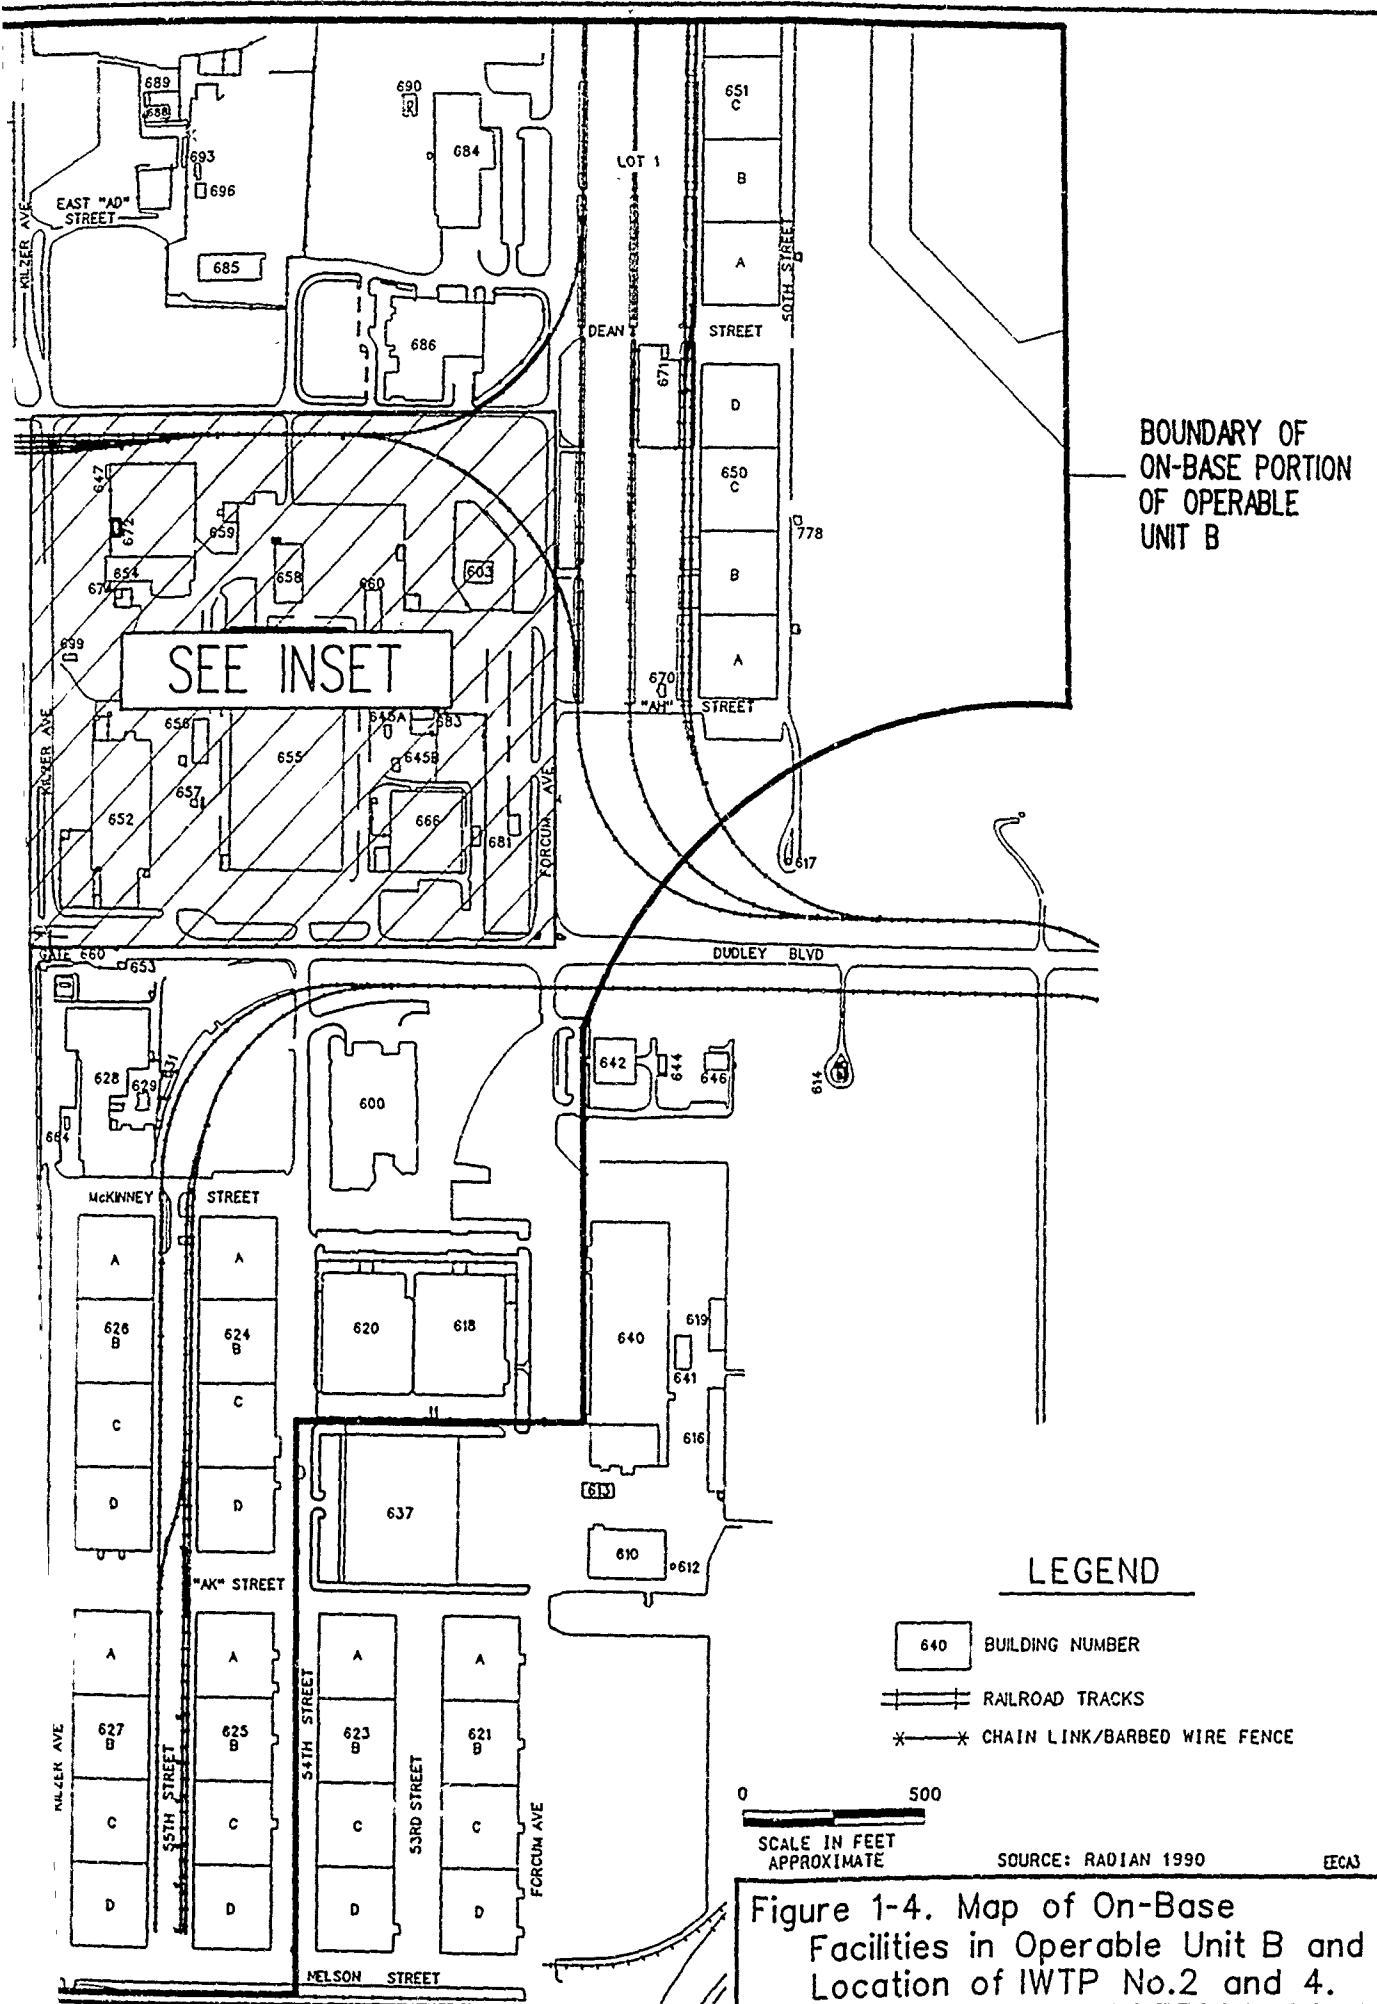 689
688
693
696
EAST "AD"
STREET
KILZER AVE
685
690
684
686
LOT 1
651
C
B
A
50TH STREET
DEAN STREET
671
D
650
C
B
A
778
BOUNDARY OF
ON-BASE PORTION
OF OPERABLE
UNIT B
647
672
659
654
674
658
660
603
699
SEE INSET
670
"AH" STREET
KILZER AVE
656
655
645A
683
645B
657
652
666
681
FORCUM AVE
617
GATE 660
653
DUDLEY BLVD
628
629
631
664
600
642
644
646
614
McKINNEY STREET
A
A
626
B
624
B
C
C
D
D
620
618
640
619
641
616
613
637
610
612
"AK" STREET
A
A
A
A
627
B
625
B
623
B
621
B
C
C
C
C
D
D
D
D
KILZER AVE
55TH STREET
54TH STREET
53RD STREET
FORCUM AVE
NELSON STREET
LEGEND
640 BUILDING NUMBER
RAILROAD TRACKS
CHAIN LINK/BARBED WIRE FENCE
0 500
SCALE IN FEET
APPROXIMATE
SOURCE: RADIAN 1990
EECA3
Figure 1-4. Map of On-Base
Facilities in Operable Unit B and
Location of IWTP No.2 and 4.